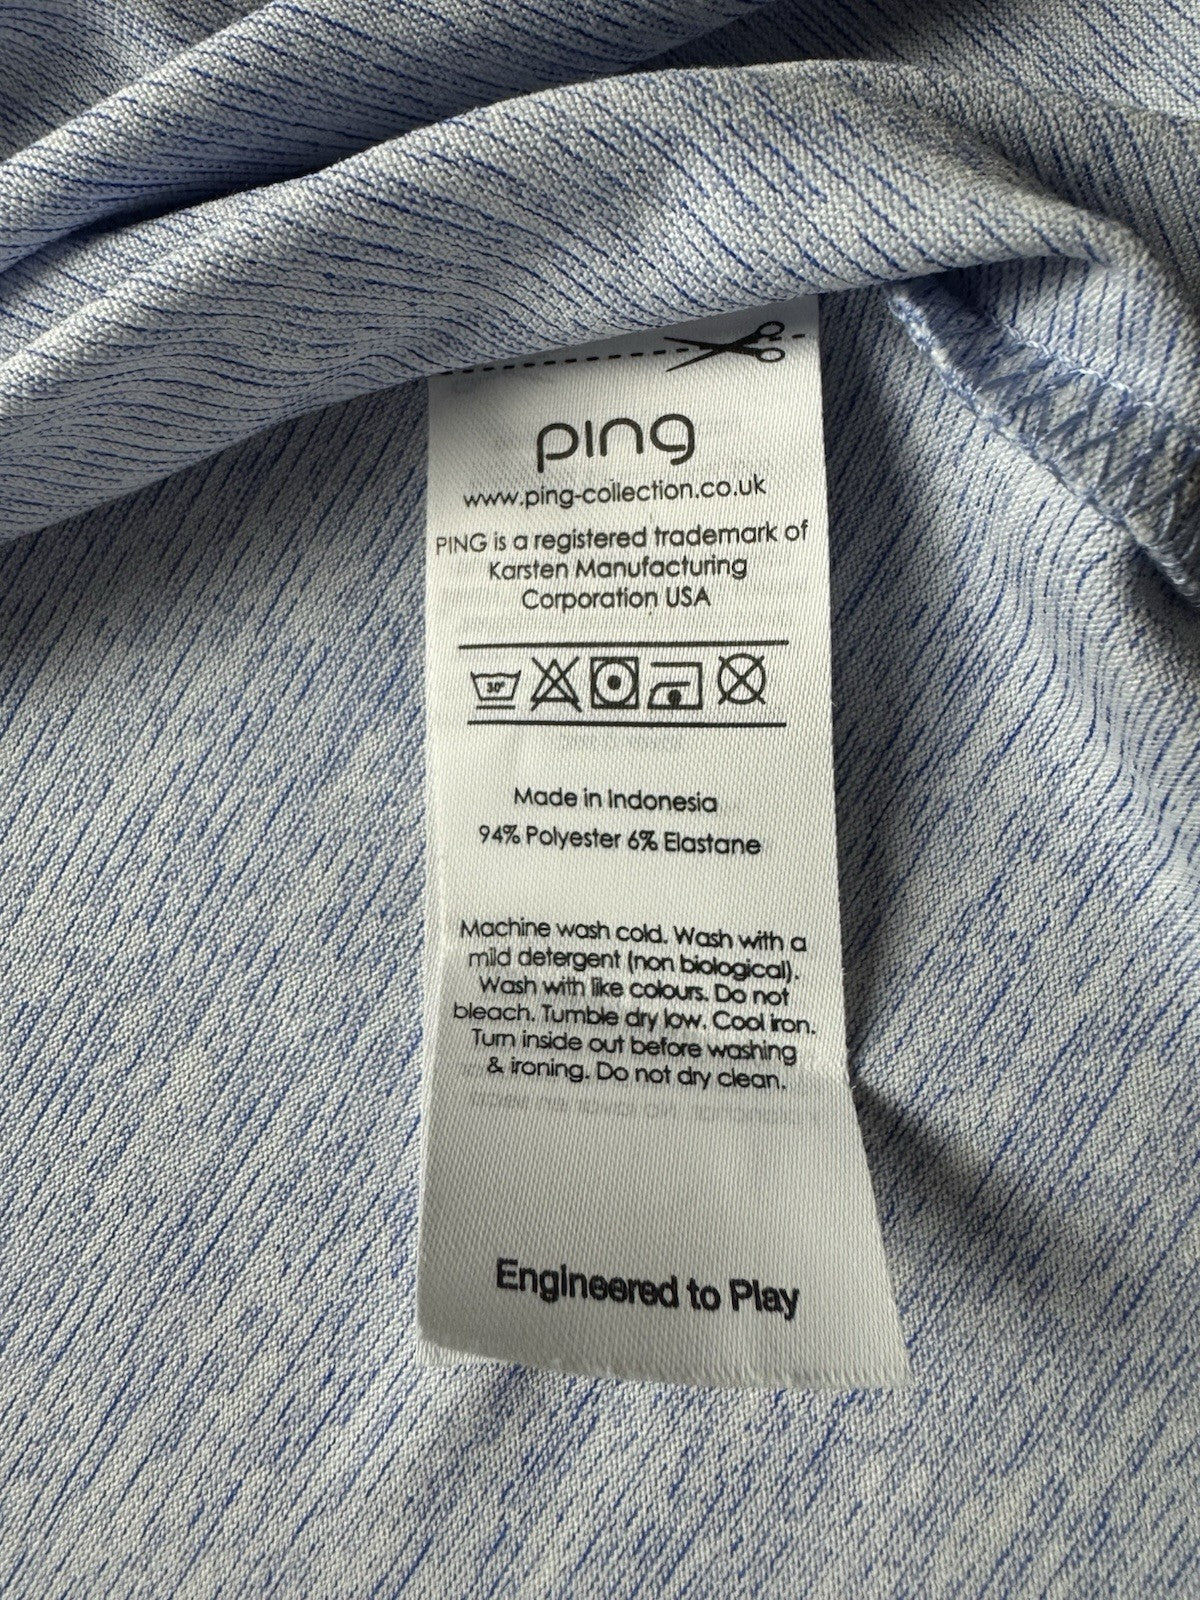 ping
www.ping-collection.co.uk
PING is a registered trademark of
Karsten Manufacturing
Corporation USA
30°
Made in Indonesia
94% Polyester 6% Elastane
Machine wash cold. Wash with a
mild detergent (non biological).
Wash with like colours. Do not
bleach. Tumble dry low. Cool iron.
Turn inside out before washing
& ironing. Do not dry clean.
Engineered to Play